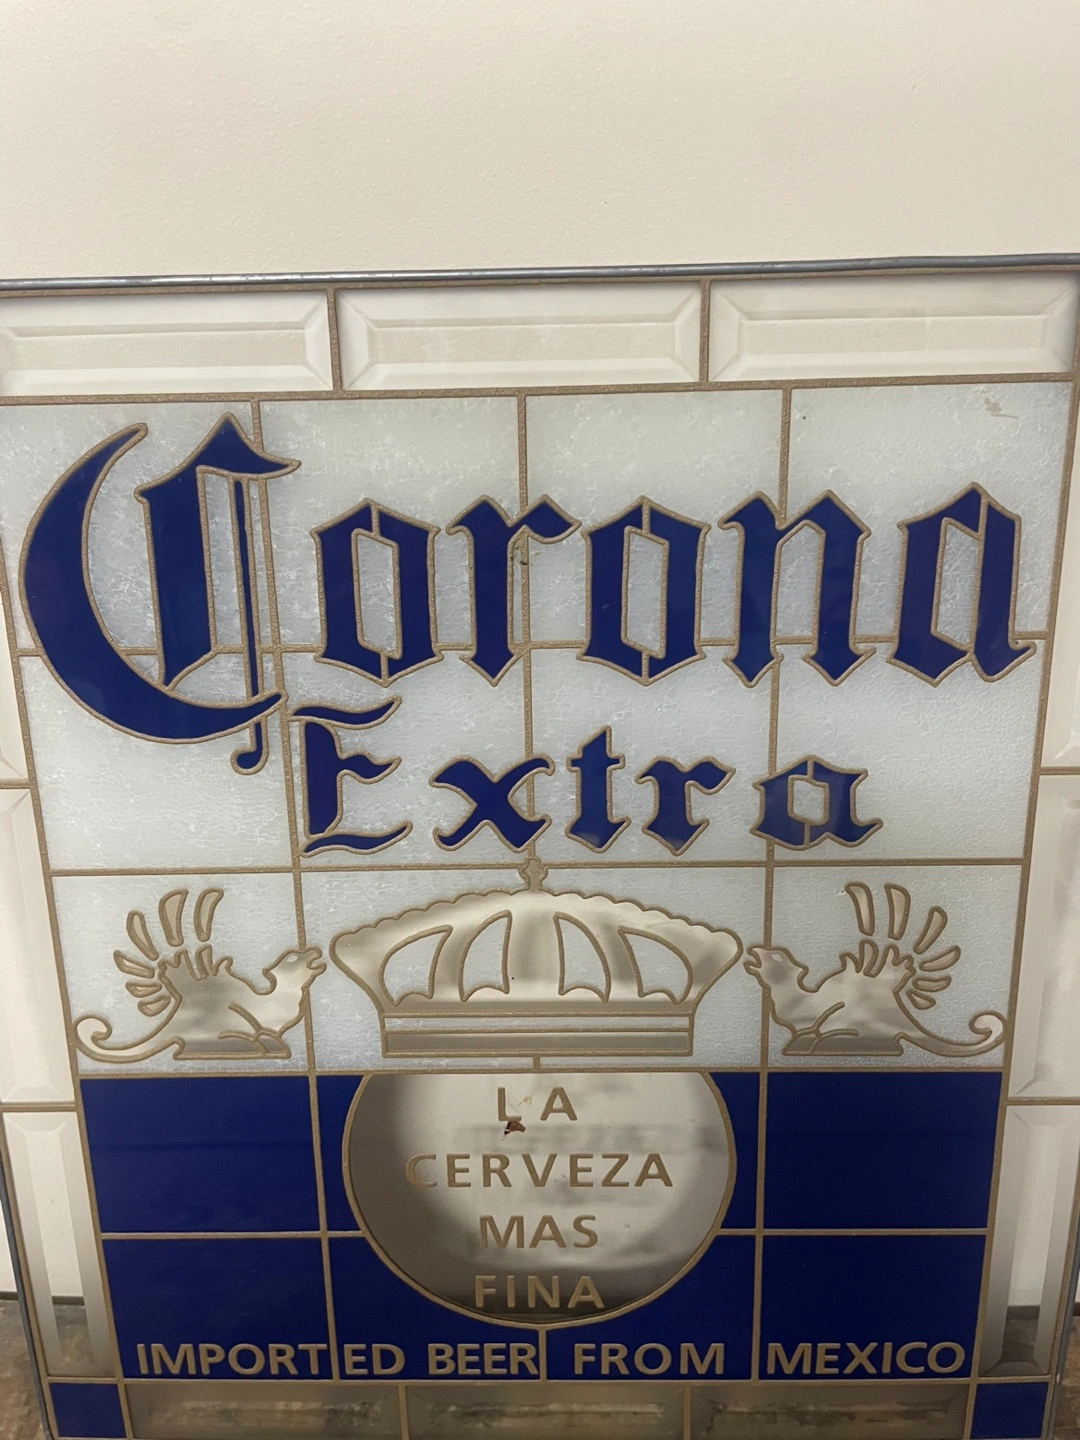 Corona
Extra
LA
CERVEZA
MAS
FINA
IMPORTED BEER FROM MEXICO